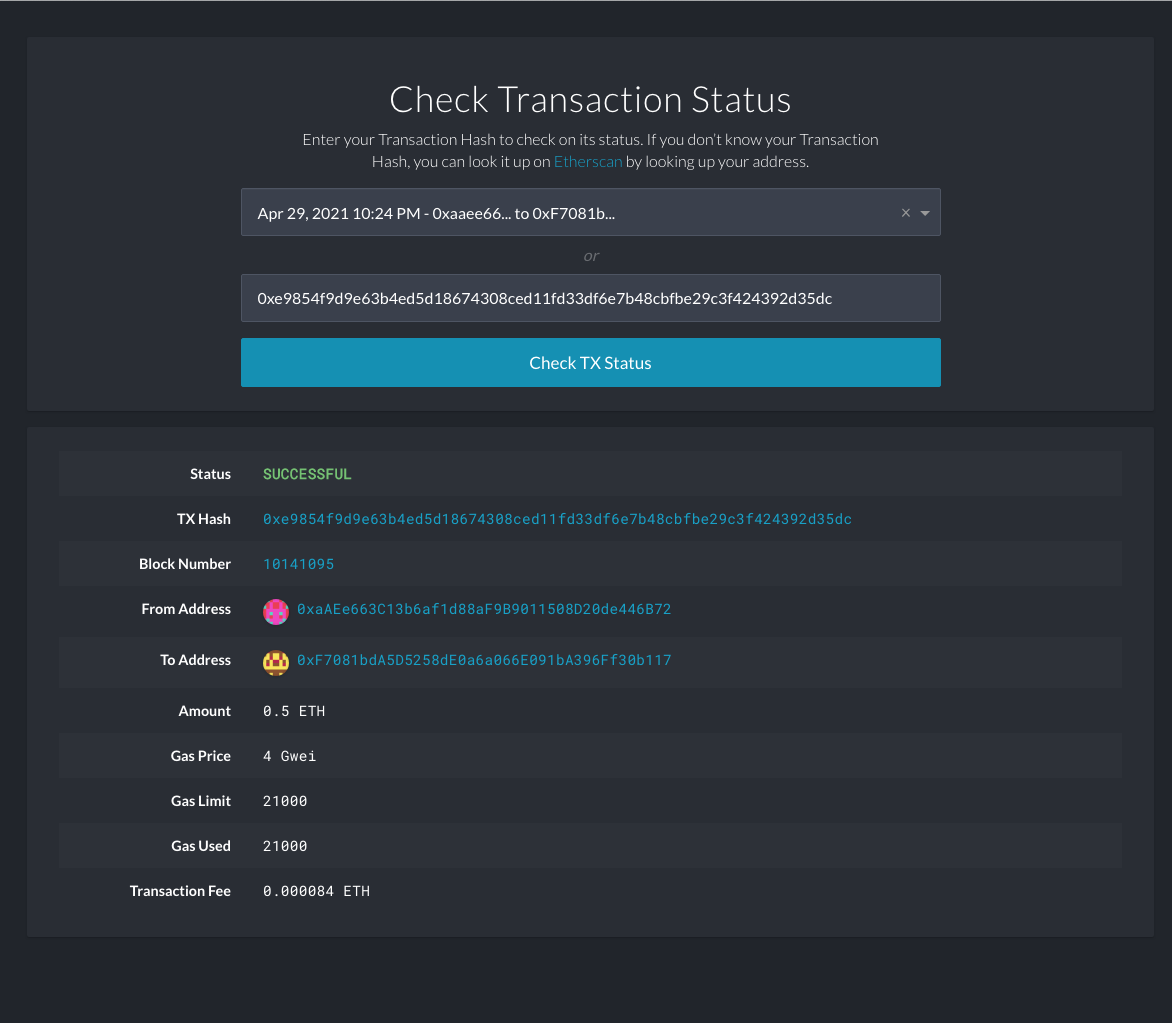 Check Transaction Status
Enter your Transaction Hash to check on its status. If you don't know your Transaction
Hash, you can look it up on Etherscan by looking up your address.
Apr 29, 2021 10:24 PM - 0xaaee66... to 0xF7081b...
or
0xe9854f9d9e63b4ed5d18674308ced11fd33df6e7b48cbfbe29c3f424392d35dc
Check TX Status
Status SUCCESSFUL
TX Hash 0xe9854f9d9e63b4ed5d18674308ced11fd33df6e7b48cbfbe29c3f424392d35dc
Block Number 10141095
From Address 0xaAEe663C13b6af1d88aF9B9011508D20de446B72
To Address 0xF7081bdA5D5258dE0a6a066E091bA396Ff30b117
Amount 0.5 ETH
Gas Price 4 Gwei
Gas Limit 21000
Gas Used 21000
Transaction Fee 0.000084 ETH